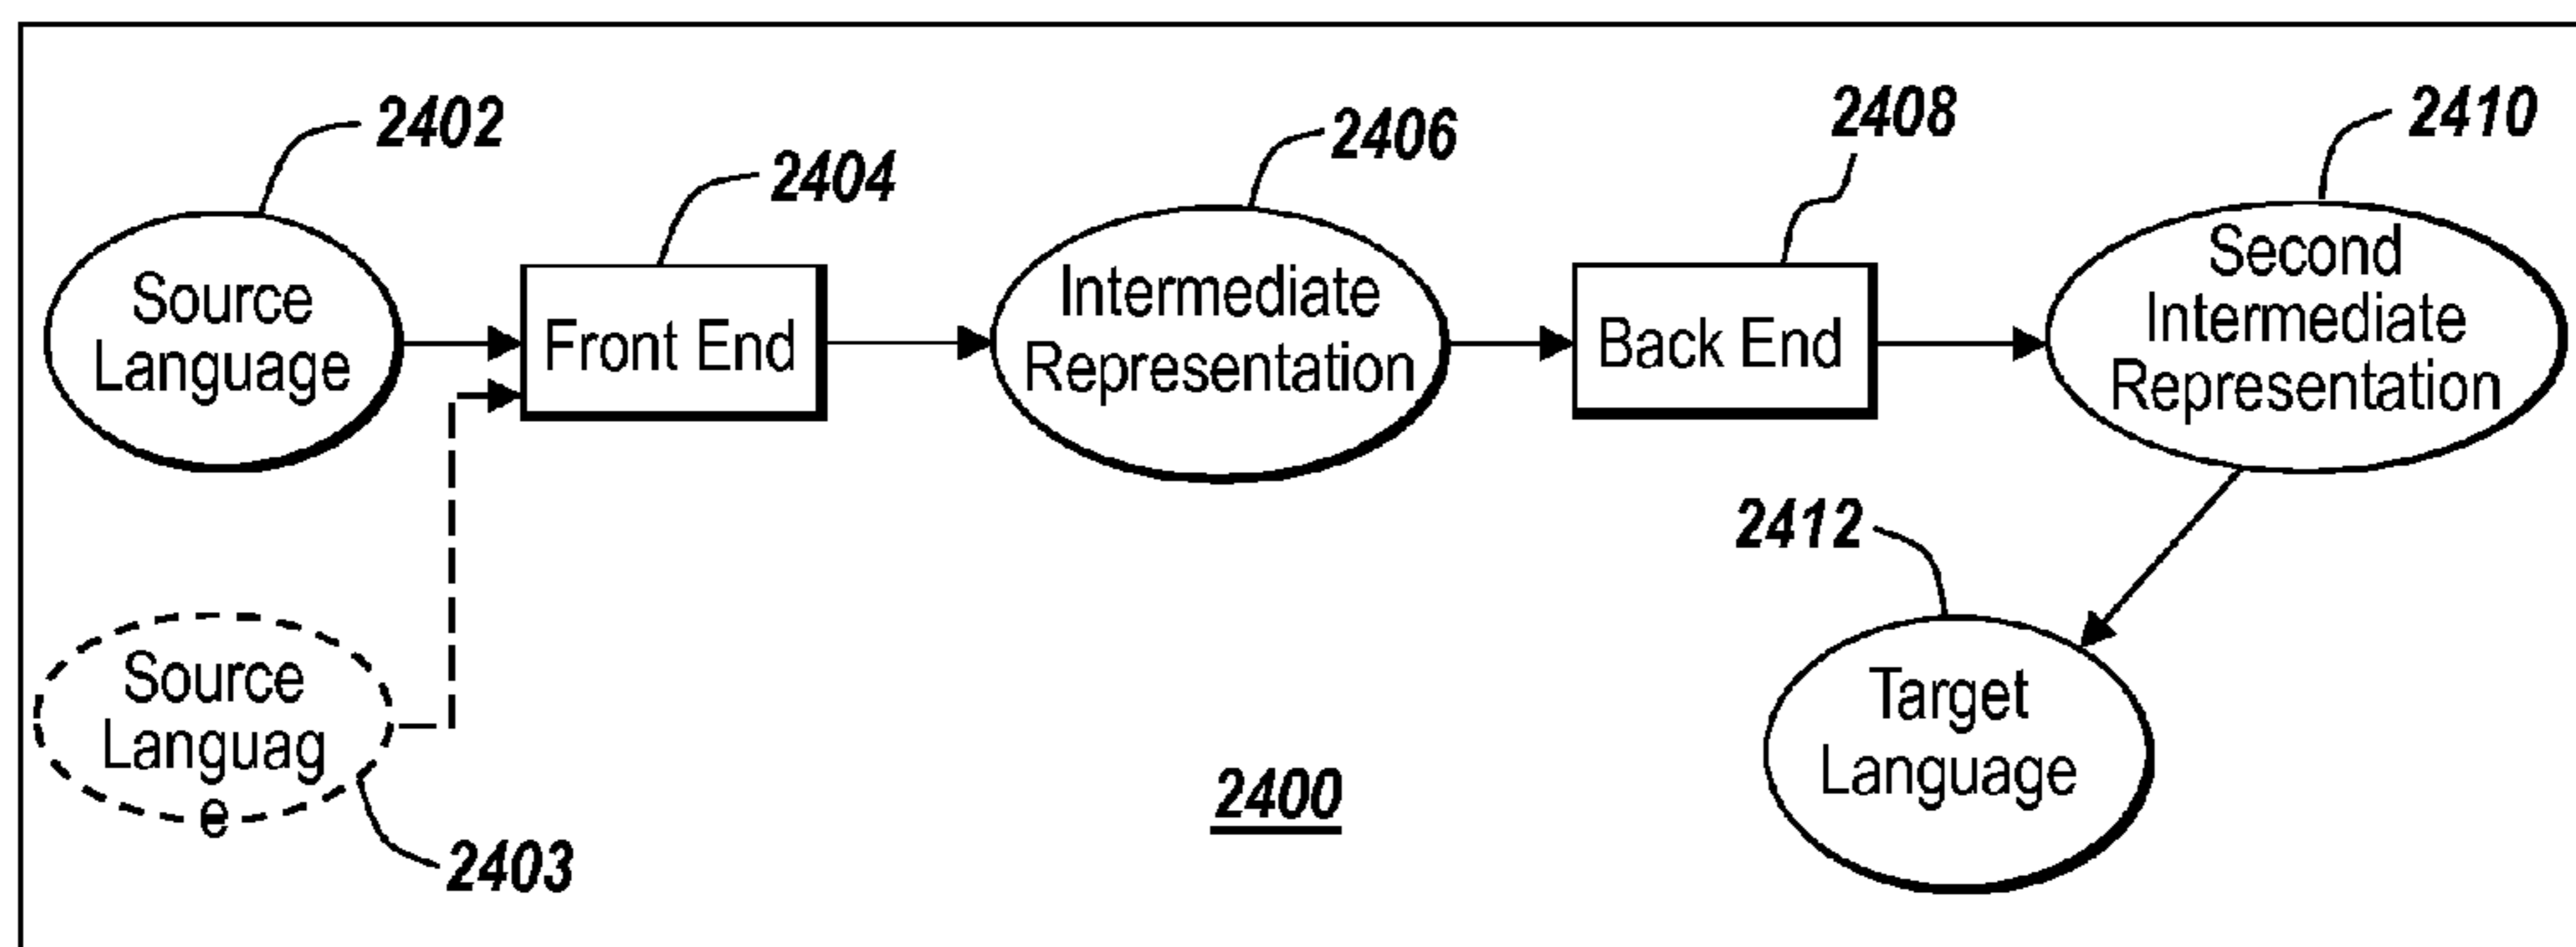 2402
2404
2406
2408
2410
Source
Language
Front End
Intermediate
Representation
Back End
Second
Intermediate
Representation
2412
Source
Languag
e
2403
2400
Target
Language